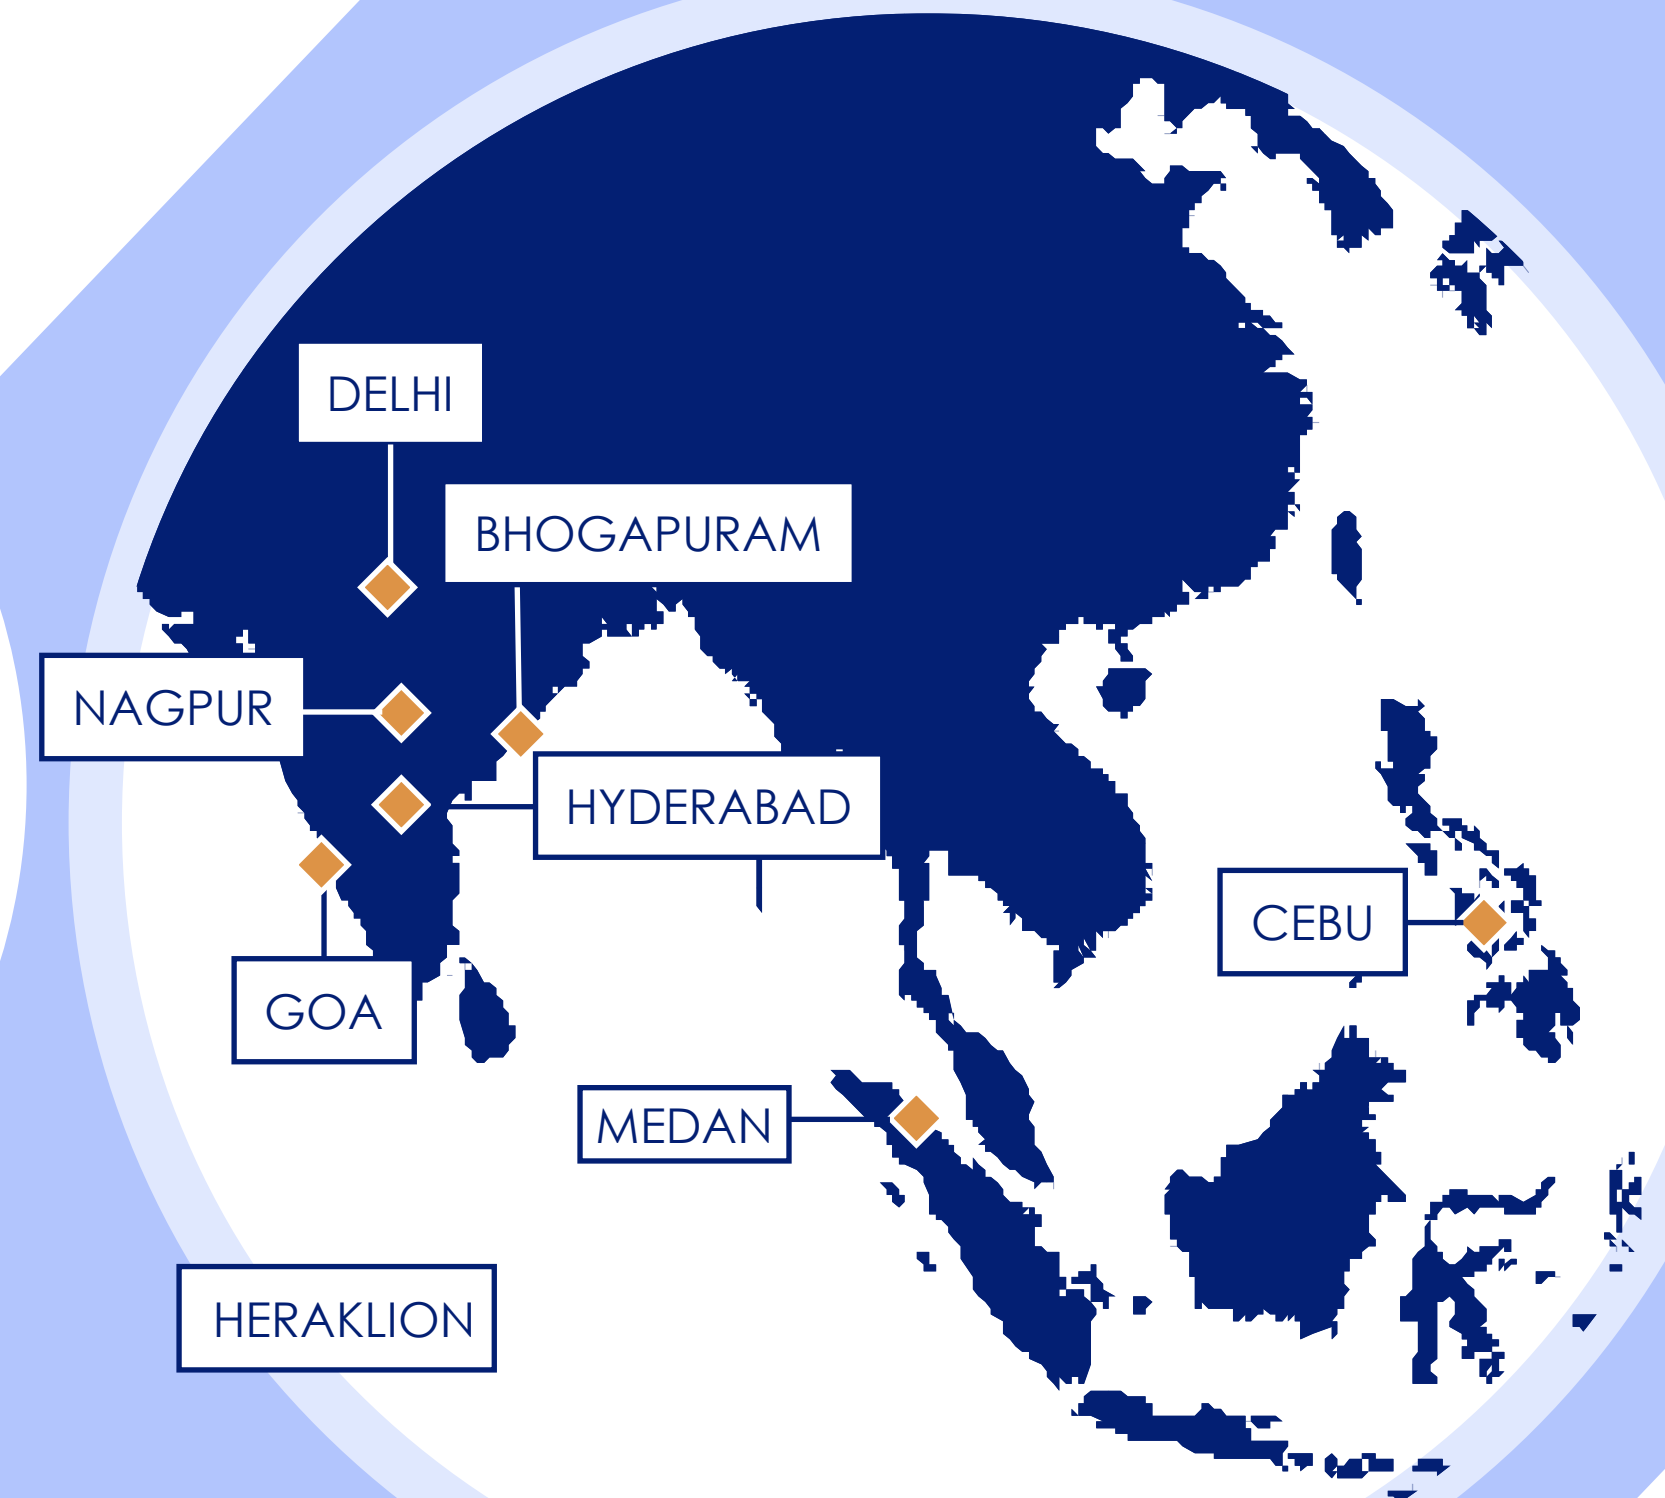 DELHI
BHOGAPURAM
NAGPUR
HYDERABAD
GOA
CEBU
MEDAN
HERAKLION